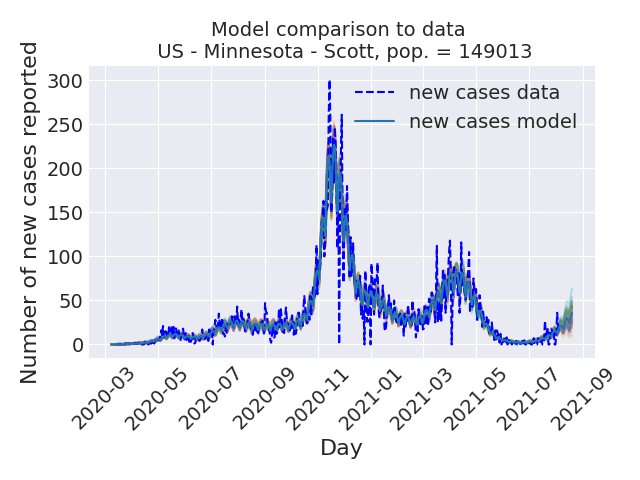 Model comparison to data
US - Minnesota - Scott, pop. = 149013
Number of new cases reported
300
250
200
150
100
50
0
new cases data
new cases model
2020-03
2020-05
2020-07
2020-09
2020-11
2021-01
2021-03
2021-05
2021-07
2021-09
Day